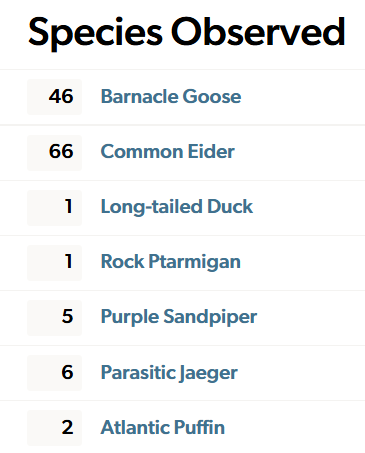 Species Observed
46 Barnacle Goose
66 Common Eider
1 Long-tailed Duck
1 Rock Ptarmigan
5 Purple Sandpiper
6 Parasitic Jaeger
2 Atlantic Puffin